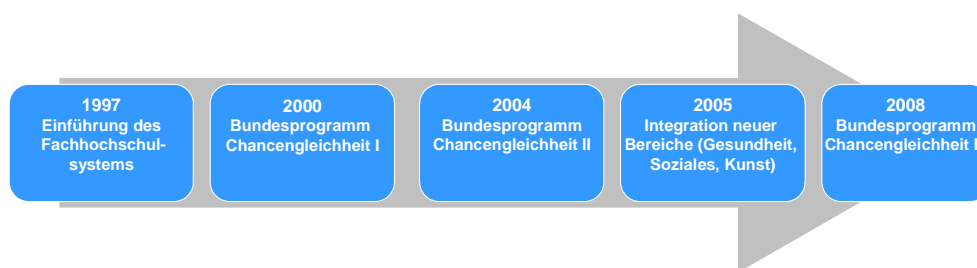 1997
Einführung des
Fachhochschul-
systems
2000
Bundesprogramm
Chancengleichheit I
2004
Bundesprogramm
Chancengleichheit II
2005
Integration neuer
Bereiche (Gesundheit,
Soziales, Kunst)
2008
Bundesprogramm
Chancengleichheit